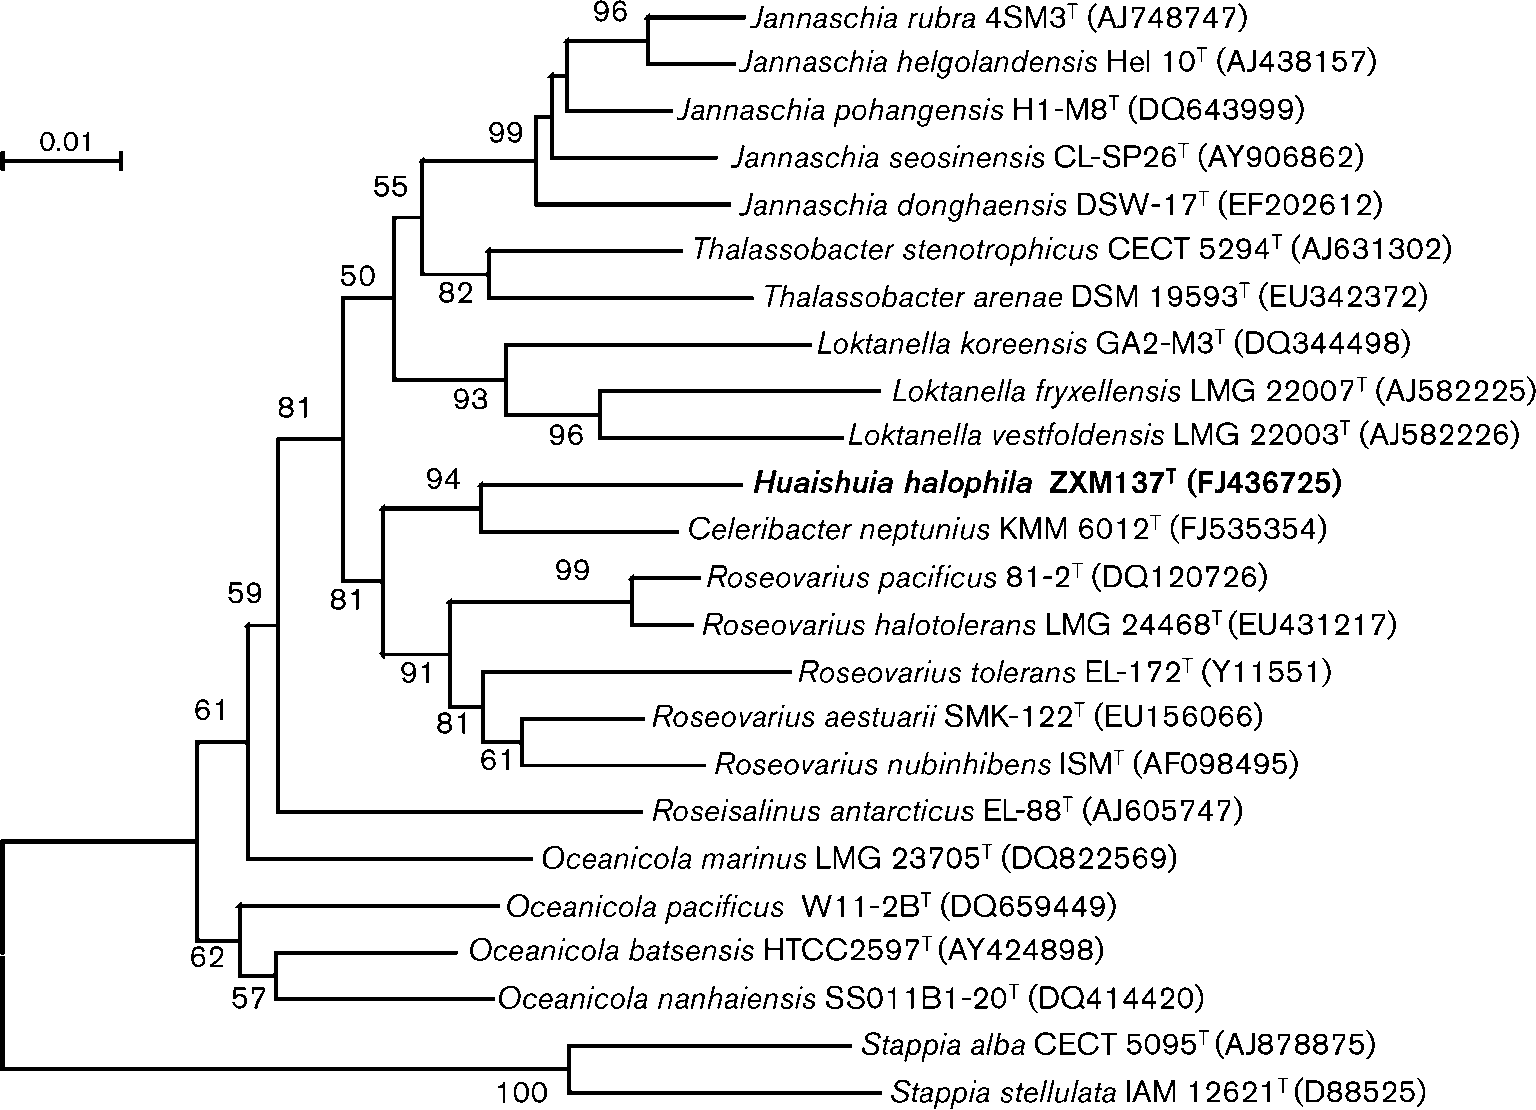 96
Jannaschia rubra 4SM3ᵀ (AJ748747)
Jannaschia helgolandensis Hel 10ᵀ (AJ438157)
Jannaschia pohangensis H1-M8ᵀ (DQ643999)
99
0.01
Jannaschia seosinensis CL-SP26ᵀ (AY906862)
55
Jannaschia donghaensis DSW-17ᵀ (EF202612)
Thalassobacter stenotrophicus CECT 5294ᵀ (AJ631302)
50
82
Thalassobacter arenae DSM 19593ᵀ (EU342372)
Loktanella koreensis GA2-M3ᵀ (DQ344498)
93
Loktanella fryxellensis LMG 22007ᵀ (AJ582225)
81
96
Loktanella vestfoldensis LMG 22003ᵀ (AJ582226)
94
Huaishuia halophila ZXM137ᵀ (FJ436725)
Celeribacter neptunius KMM 6012ᵀ (FJ535354)
99
Roseovarius pacificus 81-2ᵀ (DQ120726)
59
81
Roseovarius halotolerans LMG 24468ᵀ (EU431217)
91
Roseovarius tolerans EL-172ᵀ (Y11551)
61
81
Roseovarius aestuarii SMK-122ᵀ (EU156066)
61
Roseovarius nubinhibens ISMᵀ (AF098495)
Roseisalinus antarcticus EL-88ᵀ (AJ605747)
Oceanicola marinus LMG 23705ᵀ (DQ822569)
Oceanicola pacificus W11-2Bᵀ (DQ659449)
62
Oceanicola batsensis HTCC2597ᵀ (AY424898)
57
Oceanicola nanhaiensis SS011B1-20ᵀ (DQ414420)
Stappia alba CECT 5095ᵀ (AJ878875)
100
Stappia stellulata IAM 12621ᵀ (D88525)